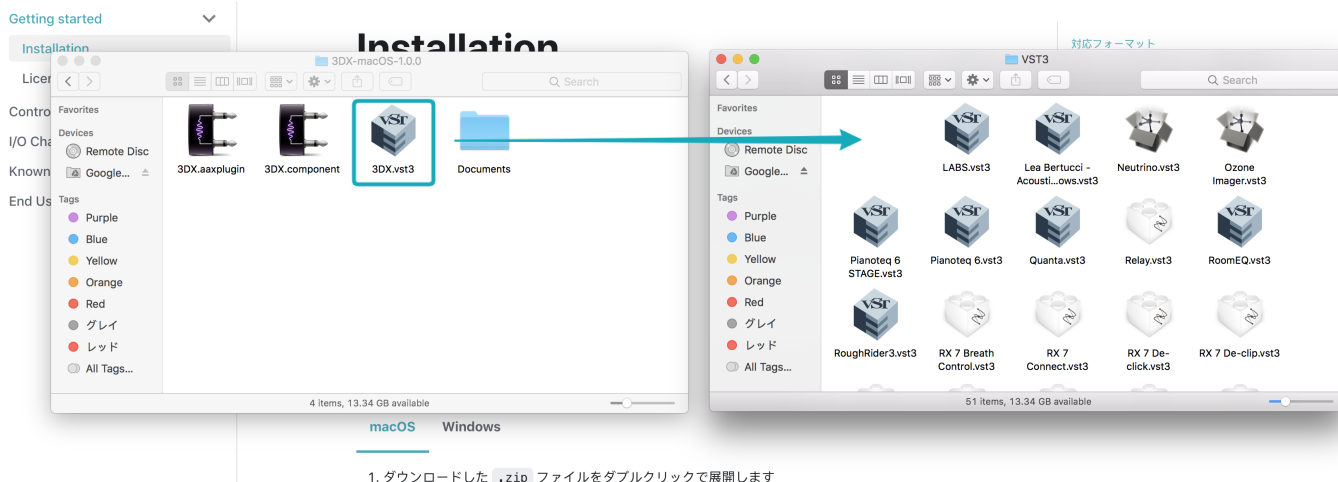 Getting started
Installation
Installation
対応フォーマット
Licen
Contro
I/O Cha
Known
End Us
3DX-macOS-1.0.0
Search
Favorites
Devices
Remote Disc
Google...
Tags
Purple
Blue
Yellow
Orange
Red
グレイ
レッド
All Tags...
3DX.aaxplugin
3DX.component
3DX.vst3
Documents
4 items, 13.34 GB available
VST3
Search
Favorites
Devices
Remote Disc
Google...
Tags
Purple
Blue
Yellow
Orange
Red
グレイ
レッド
All Tags...
LABS.vst3
Lea Bertucci -
Acousti...ows.vst3
Neutrino.vst3
Ozone
Imager.vst3
Pianoteq 6
STAGE.vst3
Pianoteq 6.vst3
Quanta.vst3
Relay.vst3
RoomEQ.vst3
RoughRider3.vst3
RX 7 Breath
Control.vst3
RX 7
Connect.vst3
RX 7 De-
click.vst3
RX 7 De-clip.vst3
51 items, 13.34 GB available
macOS Windows
1. ダウンロードした .zip ファイルをダブルクリックで展開します